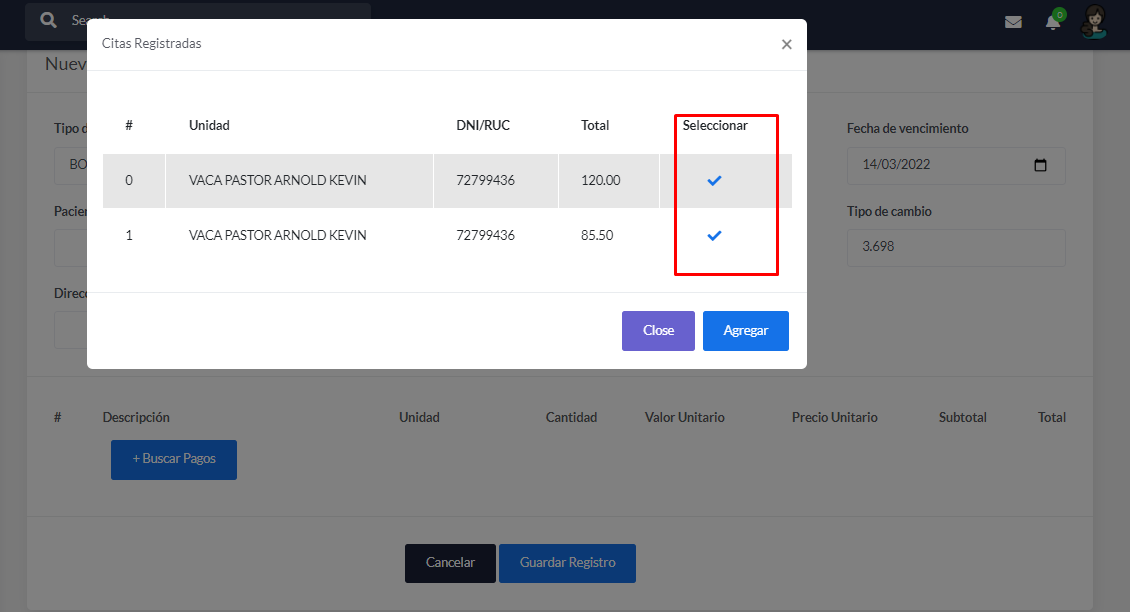 Search
0
Citas Registradas
×
Nuev
# Unidad DNI/RUC Total Seleccionar
0 VACA PASTOR ARNOLD KEVIN 72799436 120.00
1 VACA PASTOR ARNOLD KEVIN 72799436 85.50
Close Agregar
Tipo d
BO
Pacien
Direcc
Fecha de vencimiento
14/03/2022
Tipo de cambio
3.698
# Descripción Unidad Cantidad Valor Unitario Precio Unitario Subtotal Total
+ Buscar Pagos
Cancelar Guardar Registro